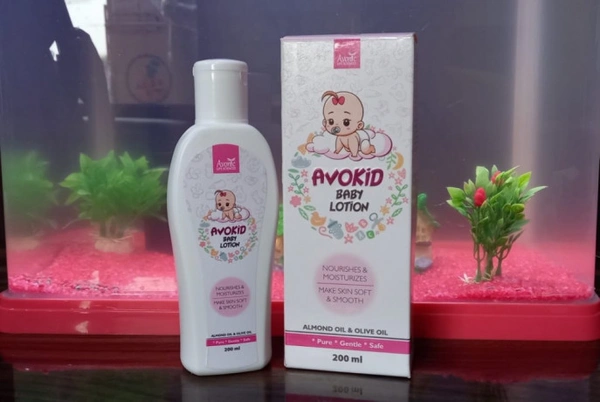 Avonic
AVOKID
BABY
LOTION
NOURISHES &
MOISTURIZES
MAKE SKIN SOFT
& SMOOTH
ALMOND OIL & OLIVE OIL
* Pure * Gentle * Safe
200 ml
AVOKID
BABY
LOTION
NOURISHES &
MOISTURIZES
MAKE SKIN SOFT
& SMOOTH
ALMOND OIL & OLIVE OIL
* Pure * Gentle * Safe
200 ml